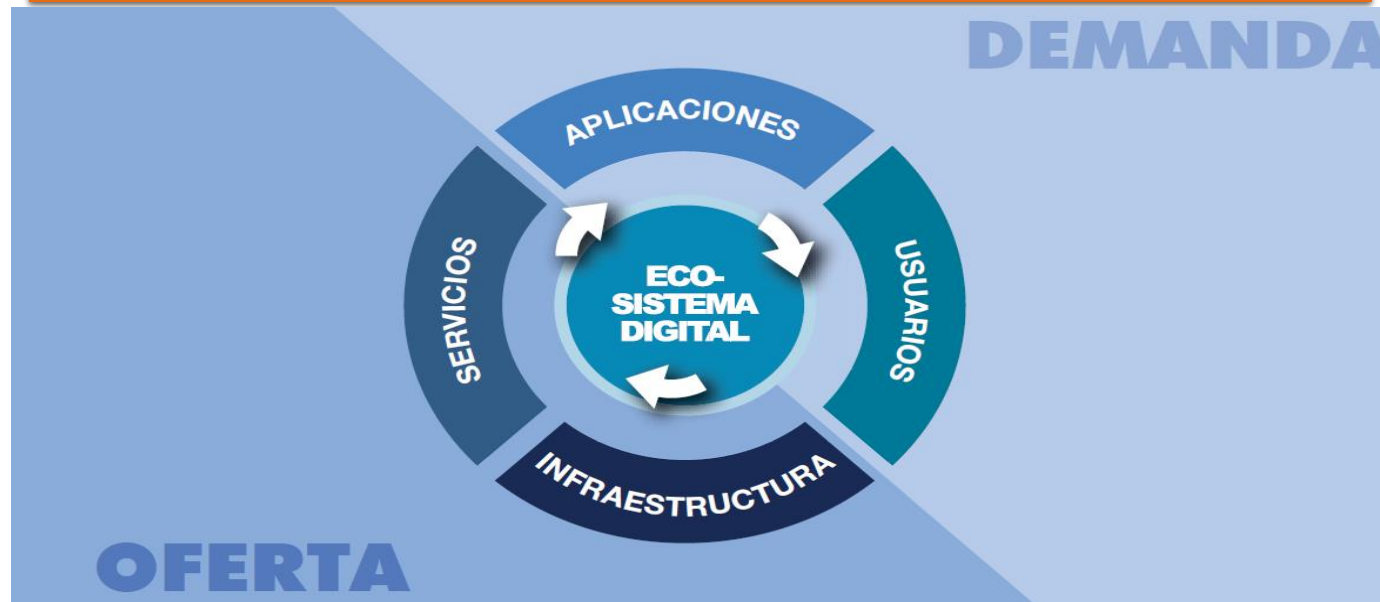 DEMANDA
APLICACIONES
SERVICIOS
ECO-
SISTEMA
DIGITAL
USUARIOS
INFRAESTRUCTURA
OFERTA